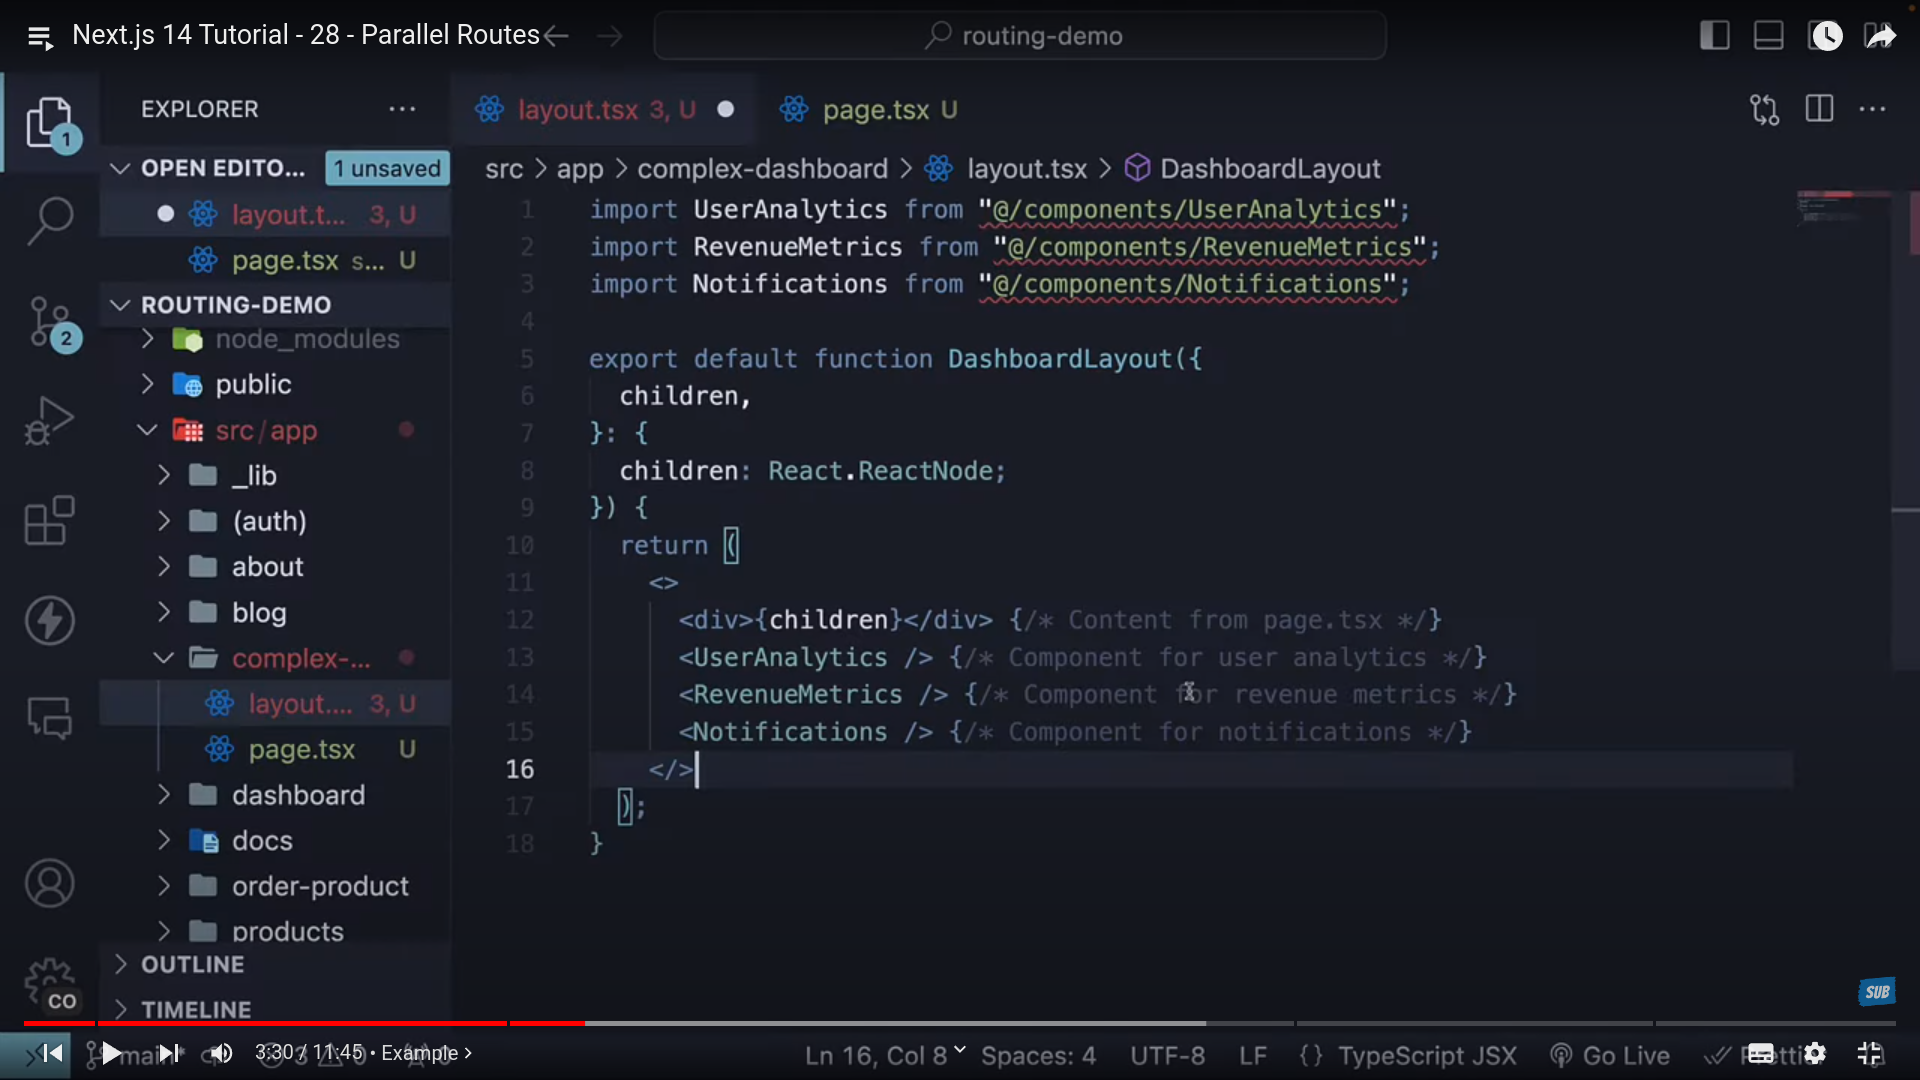 Next.js 14 Tutorial - 28 - Parallel Routes
routing-demo
EXPLORER
layout.tsx 3, U
page.tsx U
1
OPEN EDITO... 1 unsaved
src > app > complex-dashboard > layout.tsx > DashboardLayout
layout.t... 3, U
page.tsx s... U
2
ROUTING-DEMO
node_modules
public
src/app
_lib
(auth)
about
blog
complex-...
layout.... 3, U
page.tsx U
dashboard
docs
order-product
products
OUTLINE
TIMELINE
CO
1 import UserAnalytics from "@/components/UserAnalytics";
2 import RevenueMetrics from "@/components/RevenueMetrics";
3 import Notifications from "@/components/Notifications";
4
5 export default function DashboardLayout({
6 children,
7 }: {
8 children: React.ReactNode;
9 }) {
10 return (
11 <>
12 <div>{children}</div> {/* Content from page.tsx */}
13 <UserAnalytics /> {/* Component for user analytics */}
14 <RevenueMetrics /> {/* Component for revenue metrics */}
15 <Notifications /> {/* Component for notifications */}
16 </>
17 );
18 }
SUB
main*
3:30 / 11:45 • Example >
Ln 16, Col 8 Spaces: 4 UTF-8 LF {} TypeScript JSX Go Live